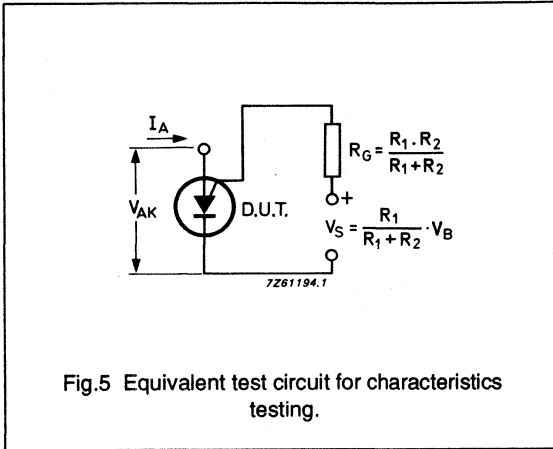 I_A
R_G = R_1 . R_2 / R_1 + R_2
V_AK
D.U.T.
+
V_S = R_1 / R_1 + R_2 · V_B
7Z61194.1
Fig.5 Equivalent test circuit for characteristics
testing.